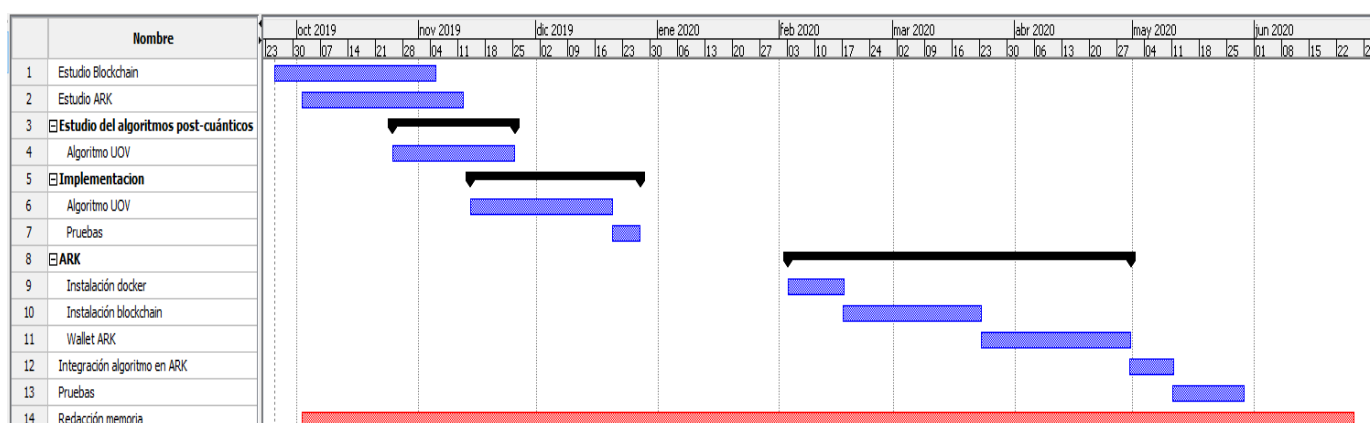 Nombre
oct 2019 nov 2019 dic 2019 ene 2020 feb 2020 mar 2020 abr 2020 may 2020 jun 2020
23 30 07 14 21 28 04 11 18 25 02 09 16 23 30 06 13 20 27 03 10 17 24 02 09 16 23 30 06 13 20 27 04 11 18 25 01 08 15 22
1 Estudio Blockchain
2 Estudio ARK
3 Estudio del algoritmos post-cuánticos
4 Algoritmo UOV
5 Implementacion
6 Algoritmo UOV
7 Pruebas
8 ARK
9 Instalación docker
10 Instalación blockchain
11 Wallet ARK
12 Integración algoritmo en ARK
13 Pruebas
14 Redacción memoria